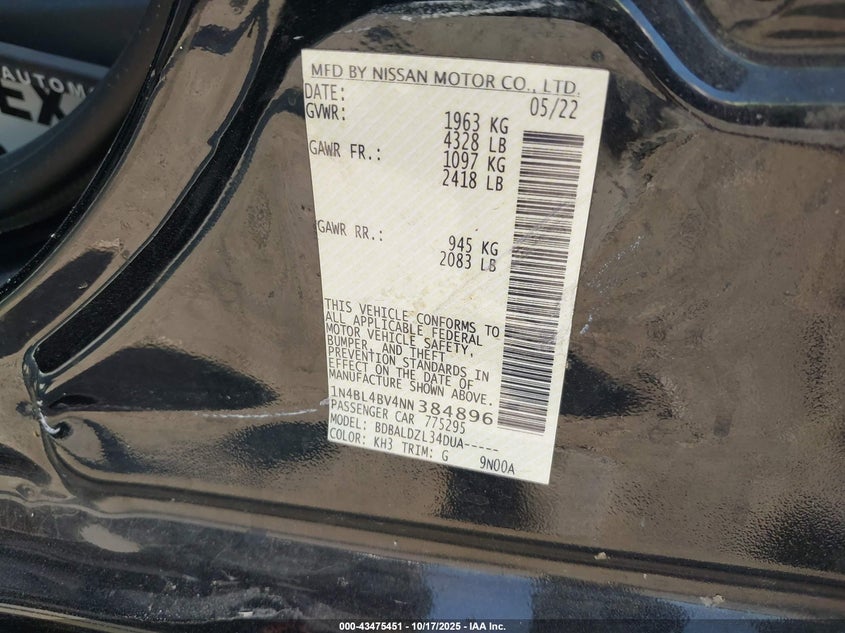 AUTOM
EX
MFD BY NISSAN MOTOR CO., LTD.
DATE: 05/22
GVWR: 1963 KG
4328 LB
GAWR FR.: 1097 KG
2418 LB
GAWR RR.: 945 KG
2083 LB
THIS VEHICLE CONFORMS TO
ALL APPLICABLE FEDERAL
MOTOR VEHICLE SAFETY,
BUMPER, AND THEFT
PREVENTION STANDARDS IN
EFFECT ON THE DATE OF
MANUFACTURE SHOWN ABOVE.
1N4BL4BV4NN384896
PASSENGER CAR 775295
MODEL: BDBALDZL34DUA-----
COLOR: KH3 TRIM: G 9N00A
000-43475451 - 10/17/2025 - IAA Inc.